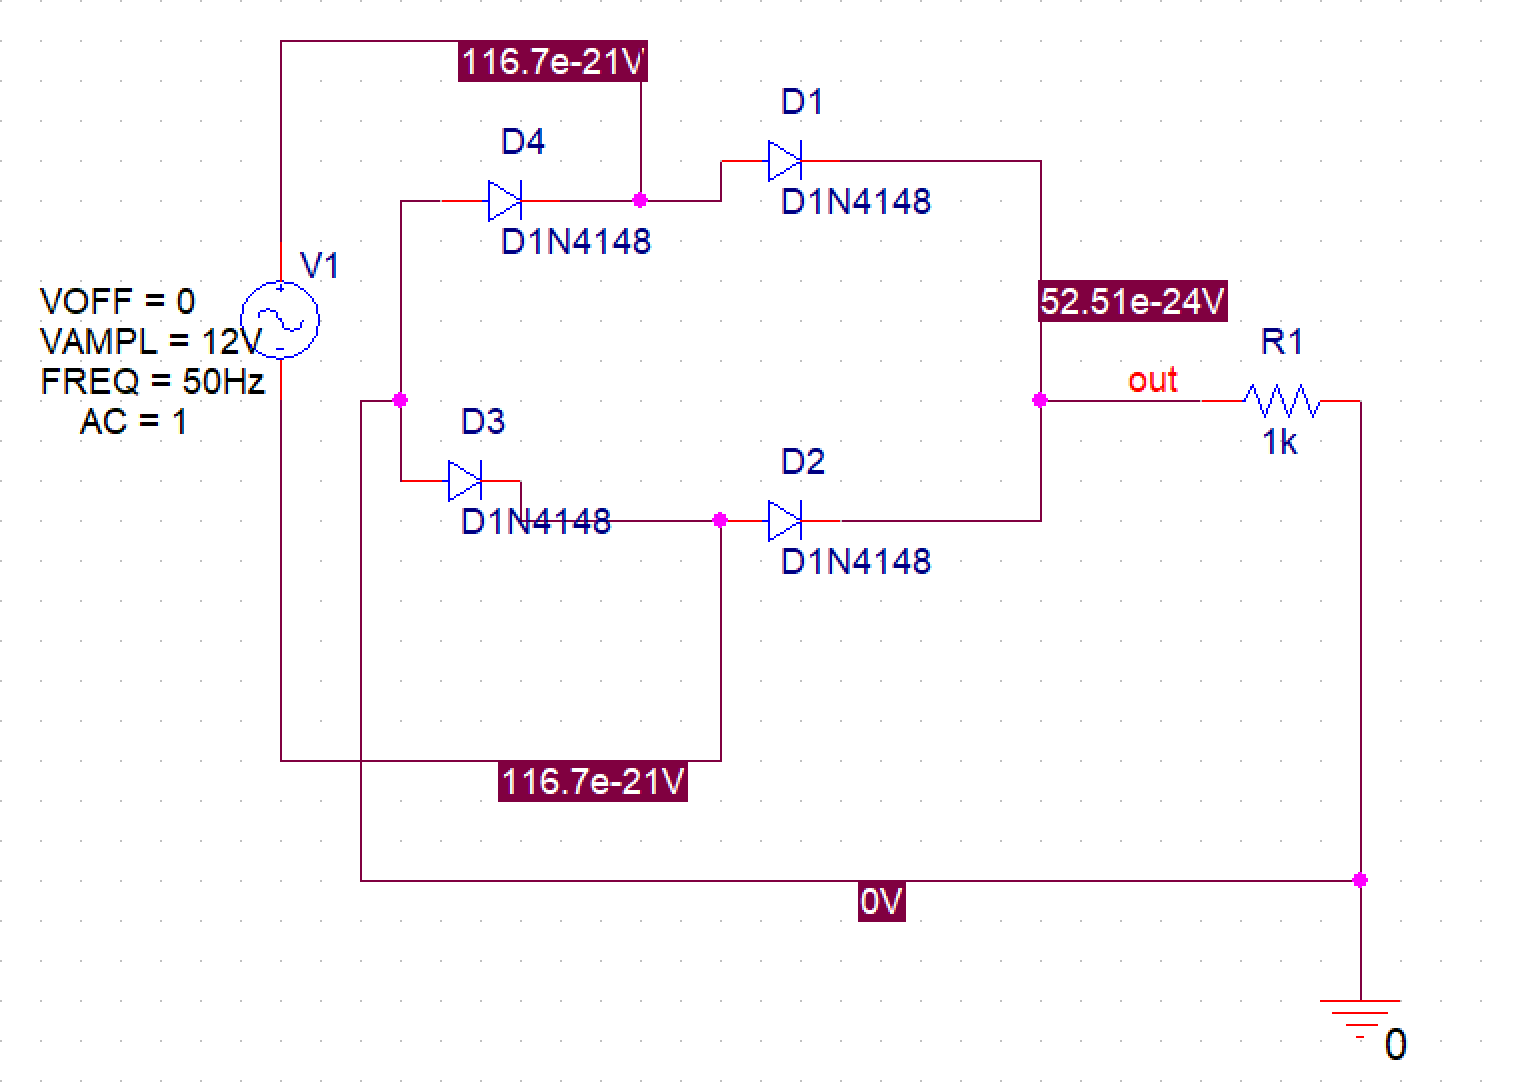 116.7e-21V
D1
D4
D1N4148
D1N4148
V1
VOFF = 0
VAMPL = 12V
FREQ = 50Hz
AC = 1
52.51e-24V
R1
out
1k
D3
D2
D1N4148
D1N4148
116.7e-21V
0V
0